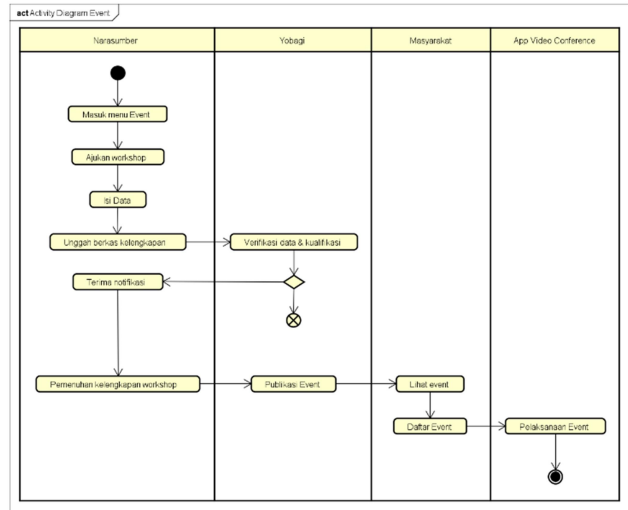 act Activity Diagram Event
Narasumber
Yobagi
Masyarakat
App Video Conference
Masuk menu Event
Ajukan workshop
Isi Data
Unggah berkas kelengkapan
Verifikasi data & kualifikasi
Terima notifikasi
Pemenuhan kelengkapan workshop
Publikasi Event
Lihat event
Daftar Event
Pelaksanaan Event